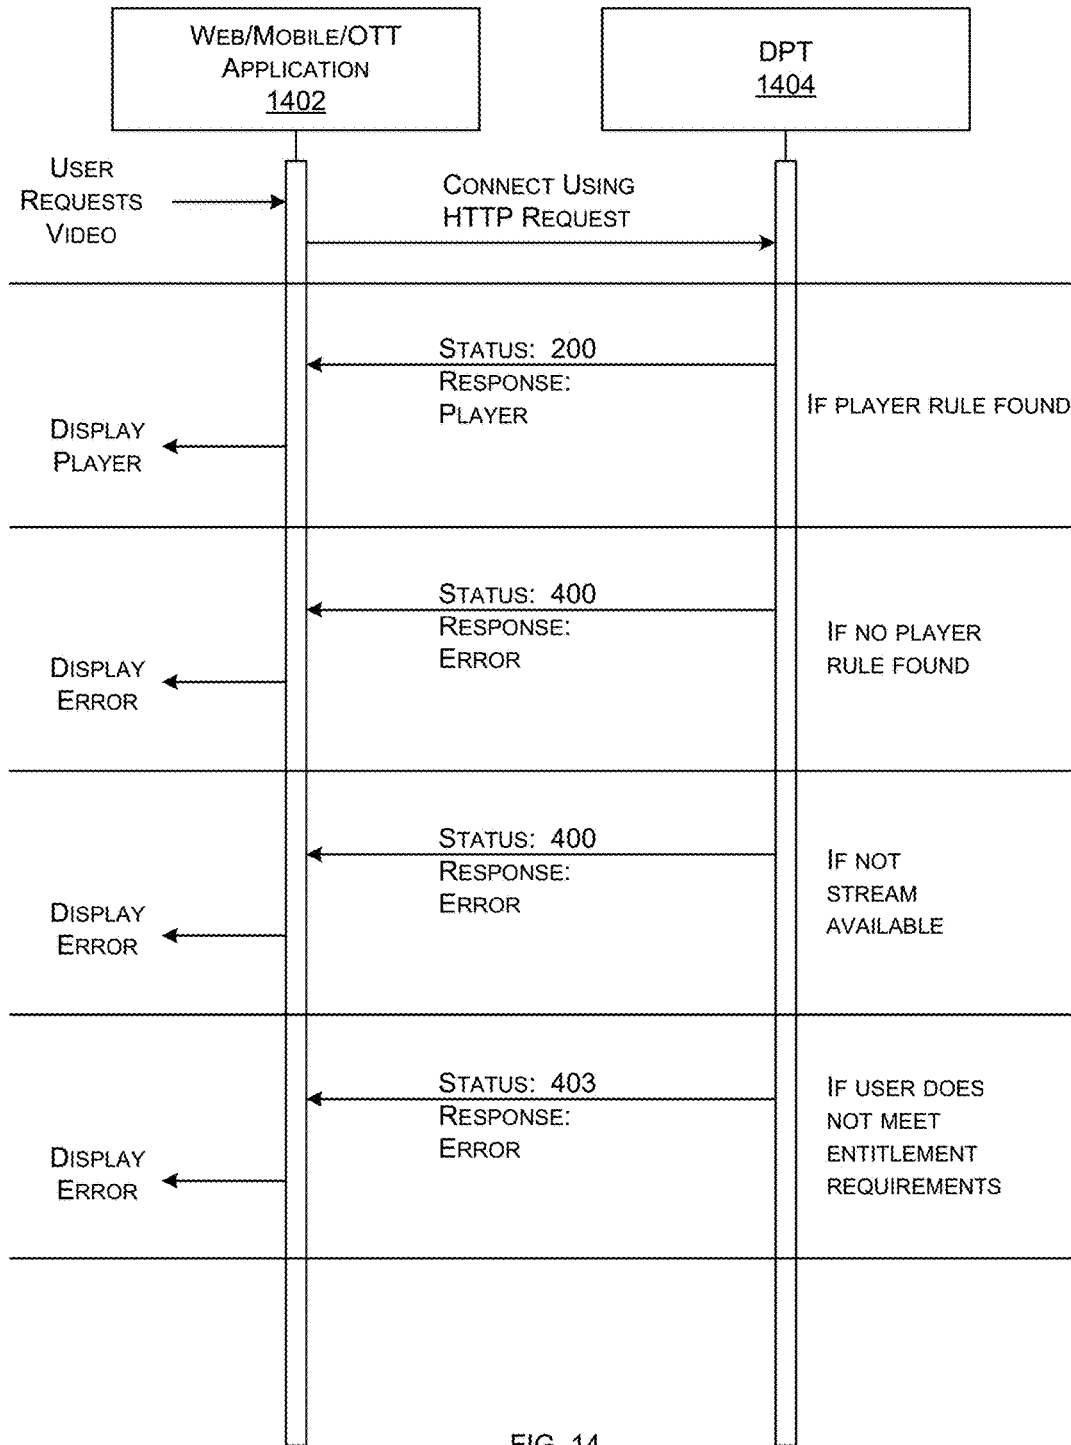 WEB/MOBILE/OTT
APPLICATION
1402
DPT
1404
USER
REQUESTS
VIDEO
CONNECT USING
HTTP REQUEST
STATUS: 200
RESPONSE:
PLAYER
IF PLAYER RULE FOUND
DISPLAY
PLAYER
STATUS: 400
RESPONSE:
ERROR
IF NO PLAYER
RULE FOUND
DISPLAY
ERROR
STATUS: 400
RESPONSE:
ERROR
IF NOT
STREAM
AVAILABLE
DISPLAY
ERROR
STATUS: 403
RESPONSE:
ERROR
IF USER DOES
NOT MEET
ENTITLEMENT
REQUIREMENTS
DISPLAY
ERROR
FIG. 14